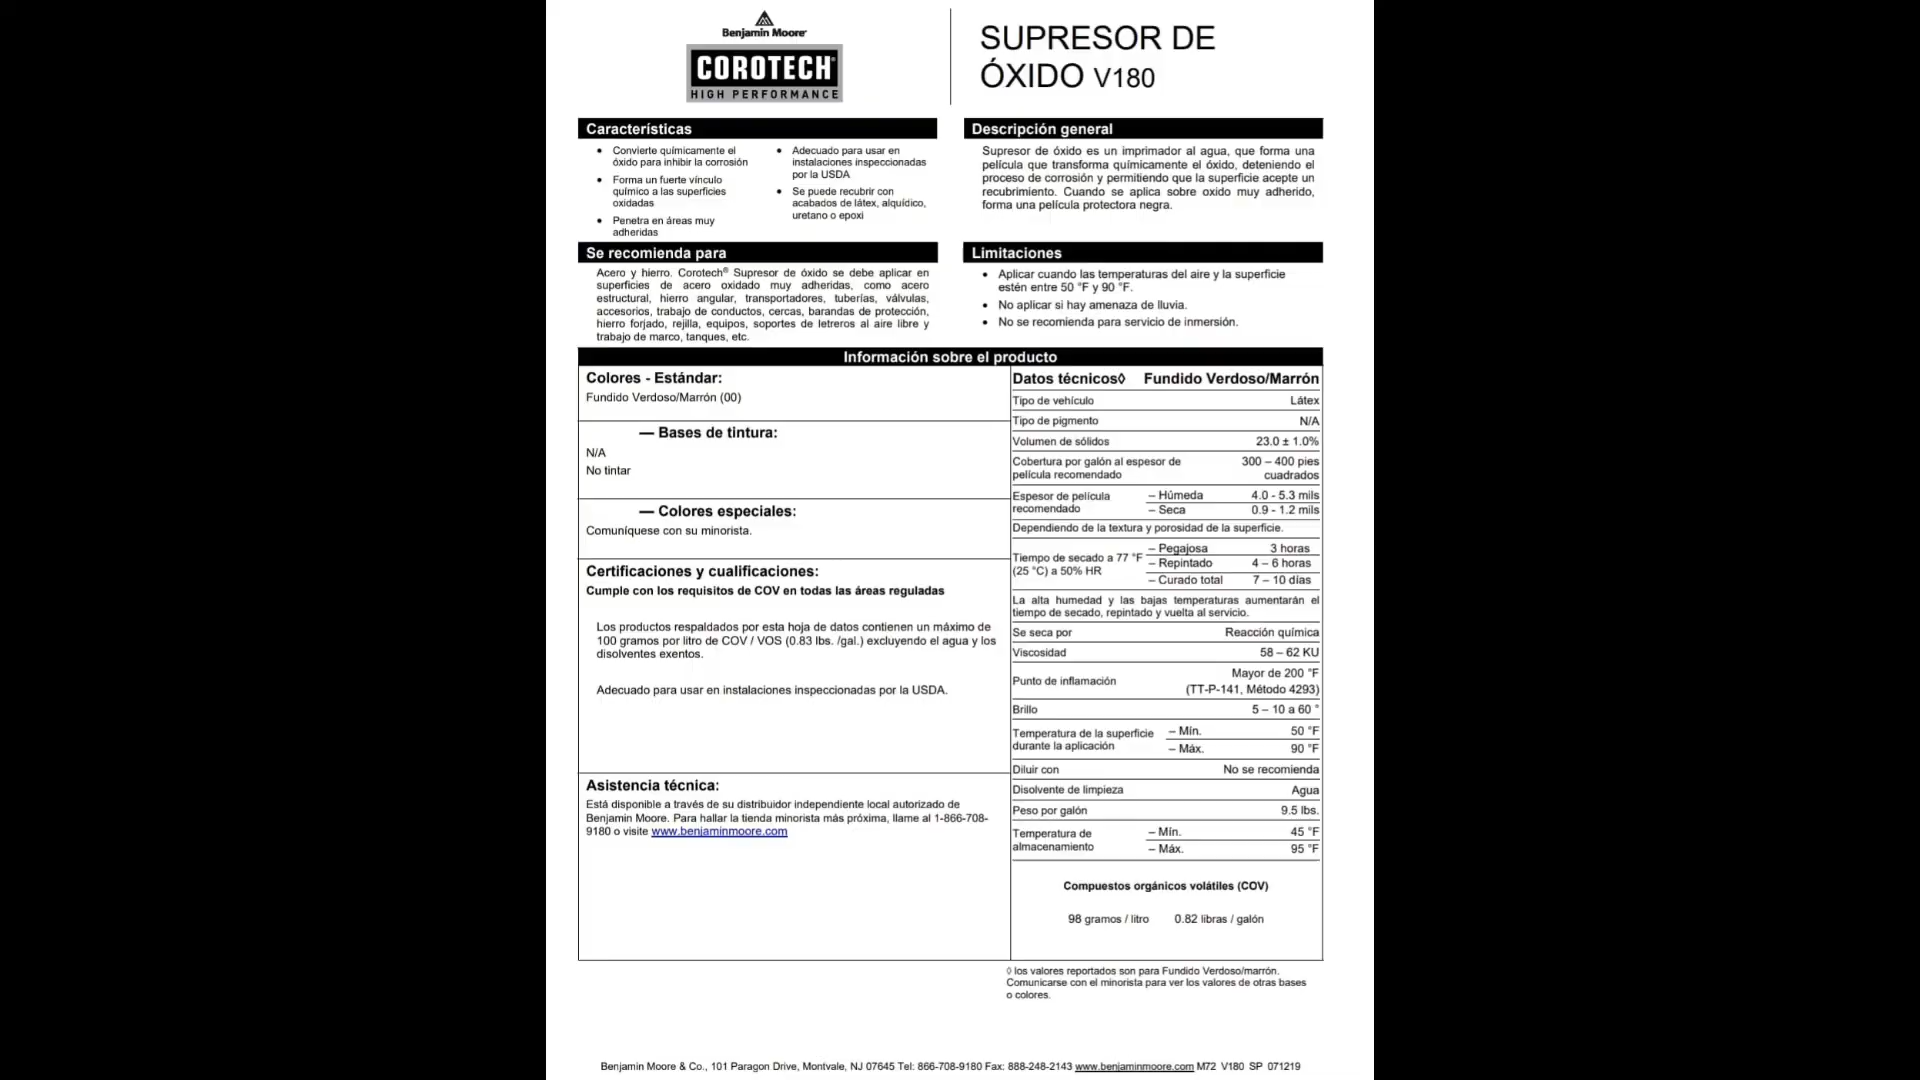 Benjamin Moore®
COROTECH®
HIGH PERFORMANCE
SUPRESOR DE
ÓXIDO V180
Características
• Convierte químicamente el
óxido para inhibir la corrosión
• Forma un fuerte vínculo
químico a las superficies
oxidadas
• Penetra en áreas muy
adheridas
• Adecuado para usar en
instalaciones inspeccionadas
por la USDA
• Se puede recubrir con
acabados de látex, alquídico,
uretano o epoxi
Descripción general
Supresor de óxido es un imprimador al agua, que forma una
película que transforma químicamente el óxido, deteniendo el
proceso de corrosión y permitiendo que la superficie acepte un
recubrimiento. Cuando se aplica sobre oxido muy adherido,
forma una película protectora negra.
Se recomienda para
Acero y hierro. Corotech® Supresor de óxido se debe aplicar en
superficies de acero oxidado muy adheridas, como acero
estructural, hierro angular, transportadores, tuberías, válvulas,
accesorios, trabajo de conductos, cercas, barandas de protección,
hierro forjado, rejilla, equipos, soportes de letreros al aire libre y
trabajo de marco, tanques, etc.
Limitaciones
• Aplicar cuando las temperaturas del aire y la superficie
estén entre 50 °F y 90 °F.
• No aplicar si hay amenaza de lluvia.
• No se recomienda para servicio de inmersión.
Información sobre el producto
Colores - Estándar:
Fundido Verdoso/Marrón (00)
— Bases de tintura:
N/A
No tintar
— Colores especiales:
Comuníquese con su minorista.
Certificaciones y cualificaciones:
Cumple con los requisitos de COV en todas las áreas reguladas
Los productos respaldados por esta hoja de datos contienen un máximo de
100 gramos por litro de COV / VOS (0.83 lbs. /gal.) excluyendo el agua y los
disolventes exentos.
Adecuado para usar en instalaciones inspeccionadas por la USDA.
Asistencia técnica:
Está disponible a través de su distribuidor independiente local autorizado de
Benjamin Moore. Para hallar la tienda minorista más próxima, llame al 1-866-708-
9180 o visite www.benjaminmoore.com
Datos técnicos◊ Fundido Verdoso/Marrón
Tipo de vehículo Látex
Tipo de pigmento N/A
Volumen de sólidos 23.0 ± 1.0%
Cobertura por galón al espesor de 300 – 400 pies
película recomendado cuadrados
Espesor de película – Húmeda 4.0 - 5.3 mils
recomendado – Seca 0.9 - 1.2 mils
Dependiendo de la textura y porosidad de la superficie.
– Pegajosa 3 horas
Tiempo de secado a 77 °F – Repintado 4 – 6 horas
(25 °C) a 50% HR – Curado total 7 – 10 días
La alta humedad y las bajas temperaturas aumentarán el
tiempo de secado, repintado y vuelta al servicio.
Se seca por Reacción química
Viscosidad 58 – 62 KU
Punto de inflamación Mayor de 200 °F
(TT-P-141, Método 4293)
Brillo 5 – 10 a 60 °
Temperatura de la superficie – Mín. 50 °F
durante la aplicación – Máx. 90 °F
Diluir con No se recomienda
Disolvente de limpieza Agua
Peso por galón 9.5 lbs.
Temperatura de – Mín. 45 °F
almacenamiento – Máx. 95 °F
Compuestos orgánicos volátiles (COV)
98 gramos / litro 0.82 libras / galón
◊ los valores reportados son para Fundido Verdoso/marrón.
Comunicarse con el minorista para ver los valores de otras bases
o colores.
Benjamin Moore & Co., 101 Paragon Drive, Montvale, NJ 07645 Tel: 866-708-9180 Fax: 888-248-2143 www.benjaminmoore.com M72 V180 SP 071219